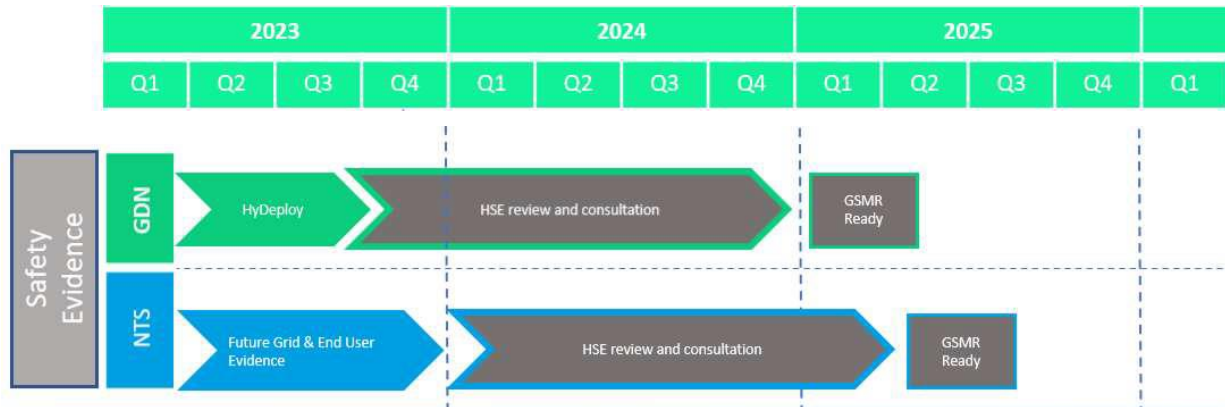 2023 2024 2025
Q1 Q2 Q3 Q4 Q1 Q2 Q3 Q4 Q1 Q2 Q3 Q4 Q1
Safety
Evidence
GDN
HyDeploy
HSE review and consultation
GSMR
Ready
NTS
Future Grid & End User
Evidence
HSE review and consultation
GSMR
Ready